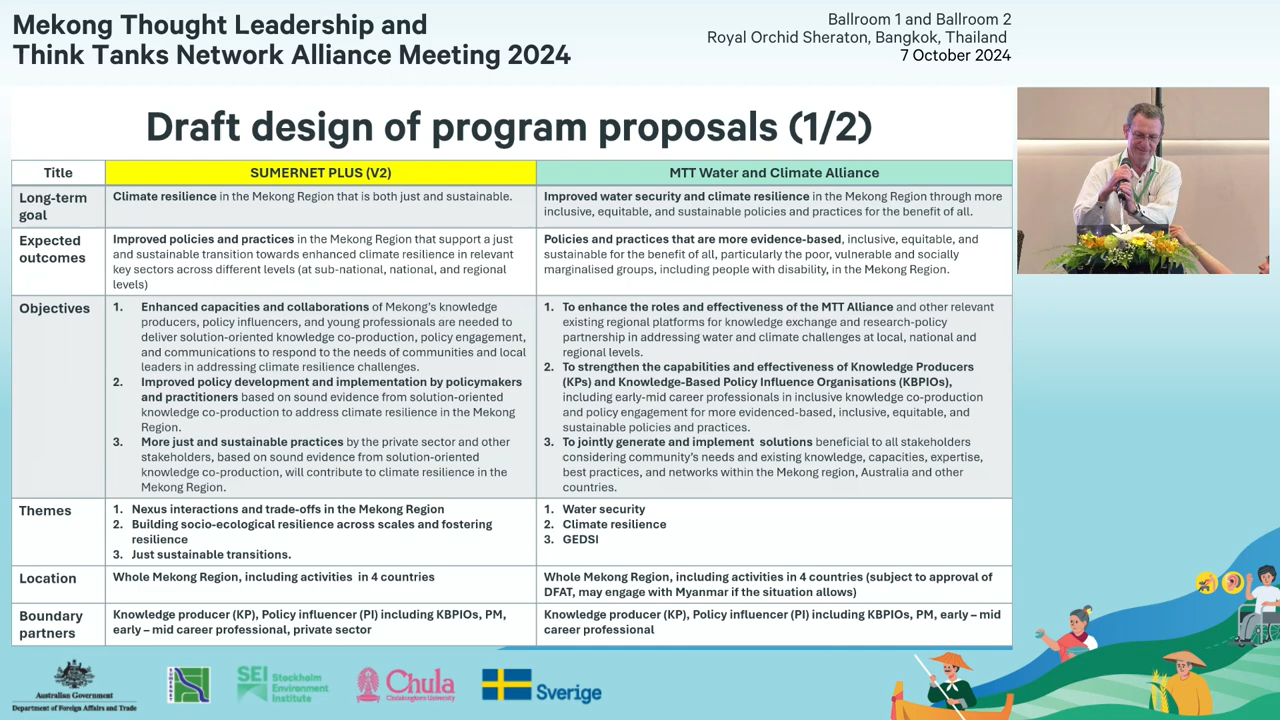 Mekong Thought Leadership and
Think Tanks Network Alliance Meeting 2024
Ballroom 1 and Ballroom 2
Royal Orchid Sheraton, Bangkok, Thailand
7 October 2024
Draft design of program proposals (1/2)
Title
SUMERNET PLUS (V2)
MTT Water and Climate Alliance
Long-term
goal
Climate resilience in the Mekong Region that is both just and sustainable.
Improved water security and climate resilience in the Mekong Region through more
inclusive, equitable, and sustainable policies and practices for the benefit of all.
Expected
outcomes
Improved policies and practices in the Mekong Region that support a just
and sustainable transition towards enhanced climate resilience in relevant
key sectors across different levels (at sub-national, national, and regional
levels)
Policies and practices that are more evidence-based, inclusive, equitable, and
sustainable for the benefit of all, particularly the poor, vulnerable and socially
marginalised groups, including people with disability, in the Mekong Region.
Objectives
1. Enhanced capacities and collaborations of Mekong's knowledge
producers, policy influencers, and young professionals are needed to
deliver solution-oriented knowledge co-production, policy engagement,
and communications to respond to the needs of communities and local
leaders in addressing climate resilience challenges.
2. Improved policy development and implementation by policymakers
and practitioners based on sound evidence from solution-oriented
knowledge co-production to address climate resilience in the Mekong
Region.
3. More just and sustainable practices by the private sector and other
stakeholders, based on sound evidence from solution-oriented
knowledge co-production, will contribute to climate resilience in the
Mekong Region.
1. To enhance the roles and effectiveness of the MTT Alliance and other relevant
existing regional platforms for knowledge exchange and research-policy
partnership in addressing water and climate challenges at local, national and
regional levels.
2. To strengthen the capabilities and effectiveness of Knowledge Producers
(KPs) and Knowledge-Based Policy Influence Organisations (KBPIOs),
including early-mid career professionals in inclusive knowledge co-production
and policy engagement for more evidenced-based, inclusive, equitable, and
sustainable policies and practices.
3. To jointly generate and implement solutions beneficial to all stakeholders
considering community's needs and existing knowledge, capacities, expertise,
best practices, and networks within the Mekong region, Australia and other
countries.
Themes
1. Nexus interactions and trade-offs in the Mekong Region
2. Building socio-ecological resilience across scales and fostering
resilience
3. Just sustainable transitions.
1. Water security
2. Climate resilience
3. GEDSI
Location
Whole Mekong Region, including activities in 4 countries
Whole Mekong Region, including activities in 4 countries (subject to approval of
DFAT, may engage with Myanmar if the situation allows)
Boundary
partners
Knowledge producer (KP), Policy influencer (PI) including KBPIOs, PM,
early – mid career professional, private sector
Knowledge producer (KP), Policy influencer (PI) including KBPIOs, PM, early – mid
career professional
Australian Government
Department of Foreign Affairs and Trade
SUMERNET
SEI Stockholm
Environment
Institute
Chula
Chulalongkorn University
Sverige